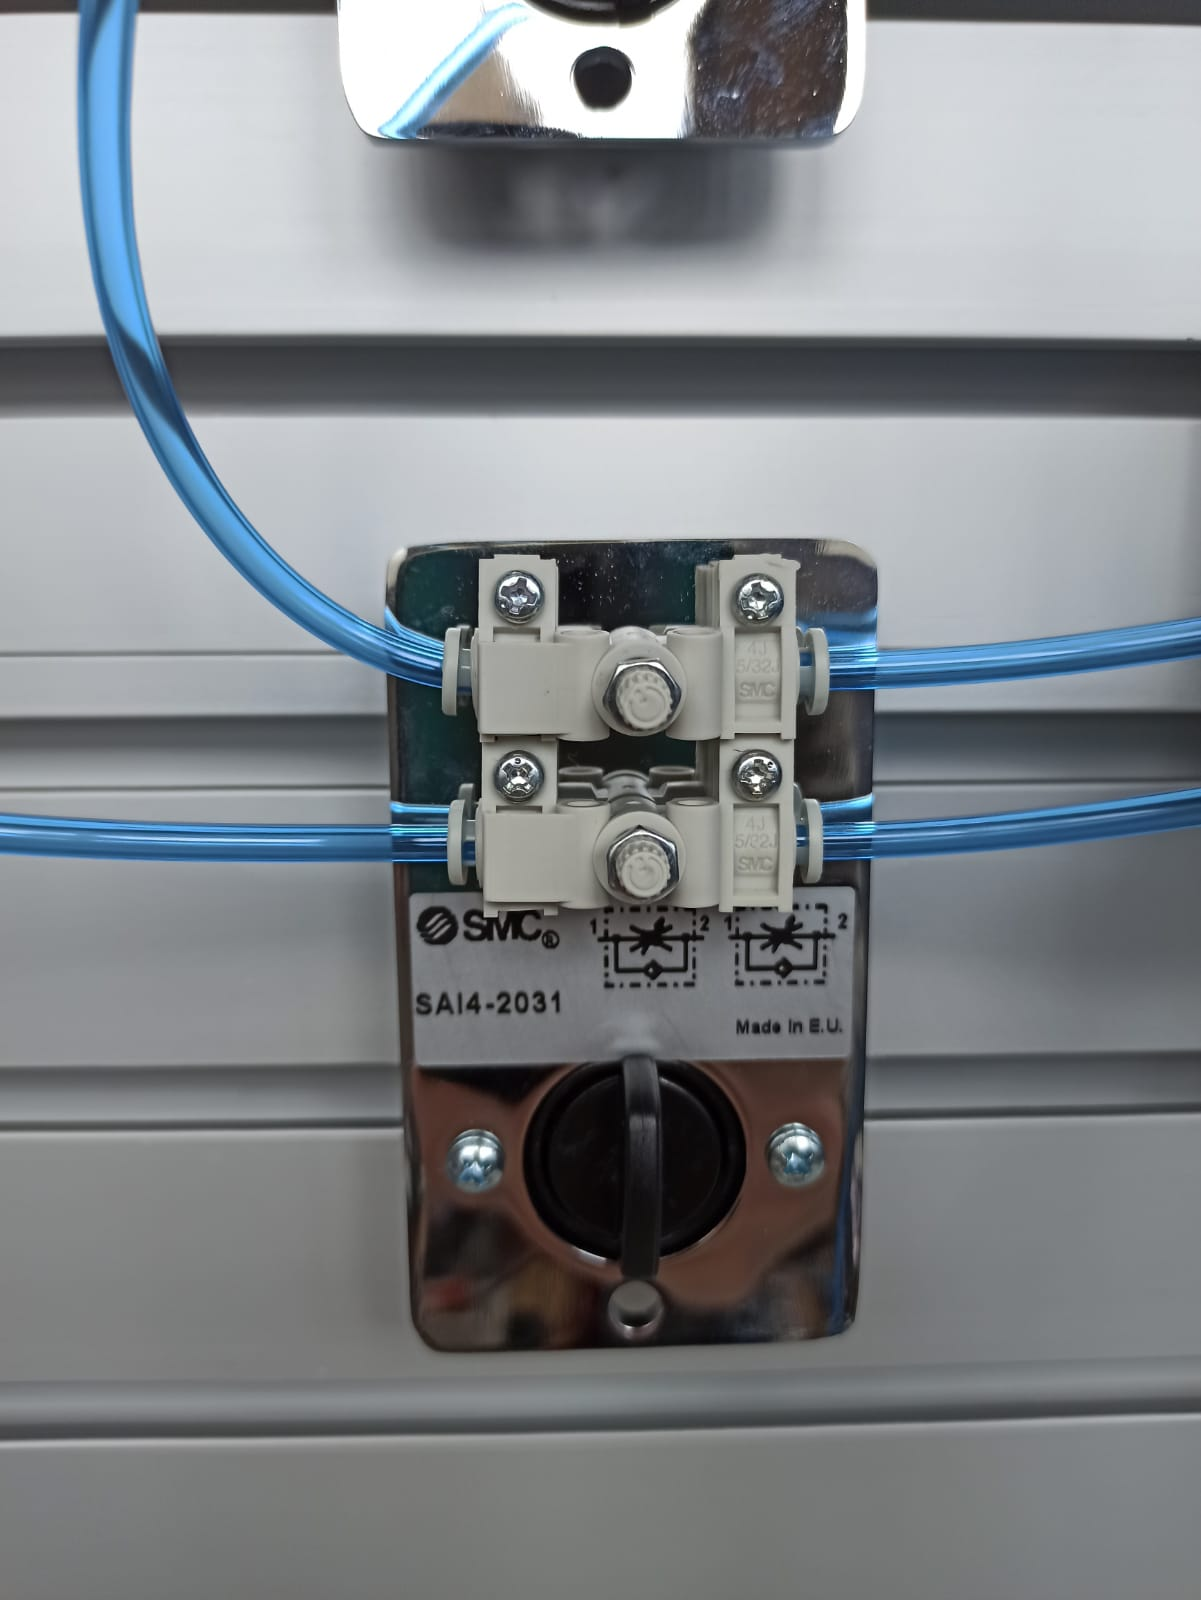 4J
5/32J
SMC
4J
5/32J
SMC
SMC®
1 2 1 2
SAI4-2031
Made in E.U.